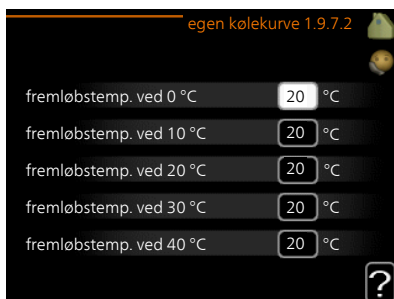 egen kølekurve 1.9.7.2
fremløbstemp. ved 0 °C 20 °C
fremløbstemp. ved 10 °C 20 °C
fremløbstemp. ved 20 °C 20 °C
fremløbstemp. ved 30 °C 20 °C
fremløbstemp. ved 40 °C 20 °C
?